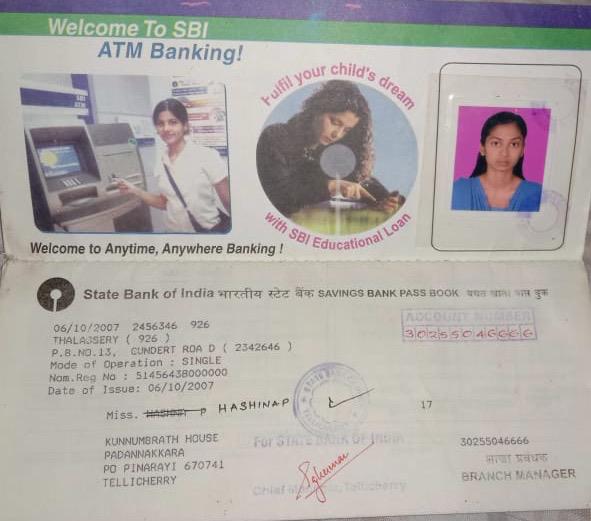 Welcome To SBI
ATM Banking!
SBI
ATM
Fulfil your child's dream
with SBI Educational Loan
Welcome to Anytime, Anywhere Banking !
State Bank of India भारतीय स्टेट बैंक SAVINGS BANK PASS BOOK बचत खाता पास बुक
06/10/2007 2456346 926
THALASSERY ( 926 )
P.B.NO.13, GUNDERT ROA D ( 2342646 )
Mode of Operation : SINGLE
Nom.Reg No : 51456438000000
Date of Issue: 06/10/2007
ACCOUNT NUMBER
30255046666
Miss. P HASHINAP
17
KUNNUMBRATH HOUSE
PADANNAKKARA
PO PINARAYI 670741
TELLICHERRY
For STATE BANK OF INDIA
Chief Manager, Tellicherry
30255046666
शाखा प्रबंधक
BRANCH MANAGER